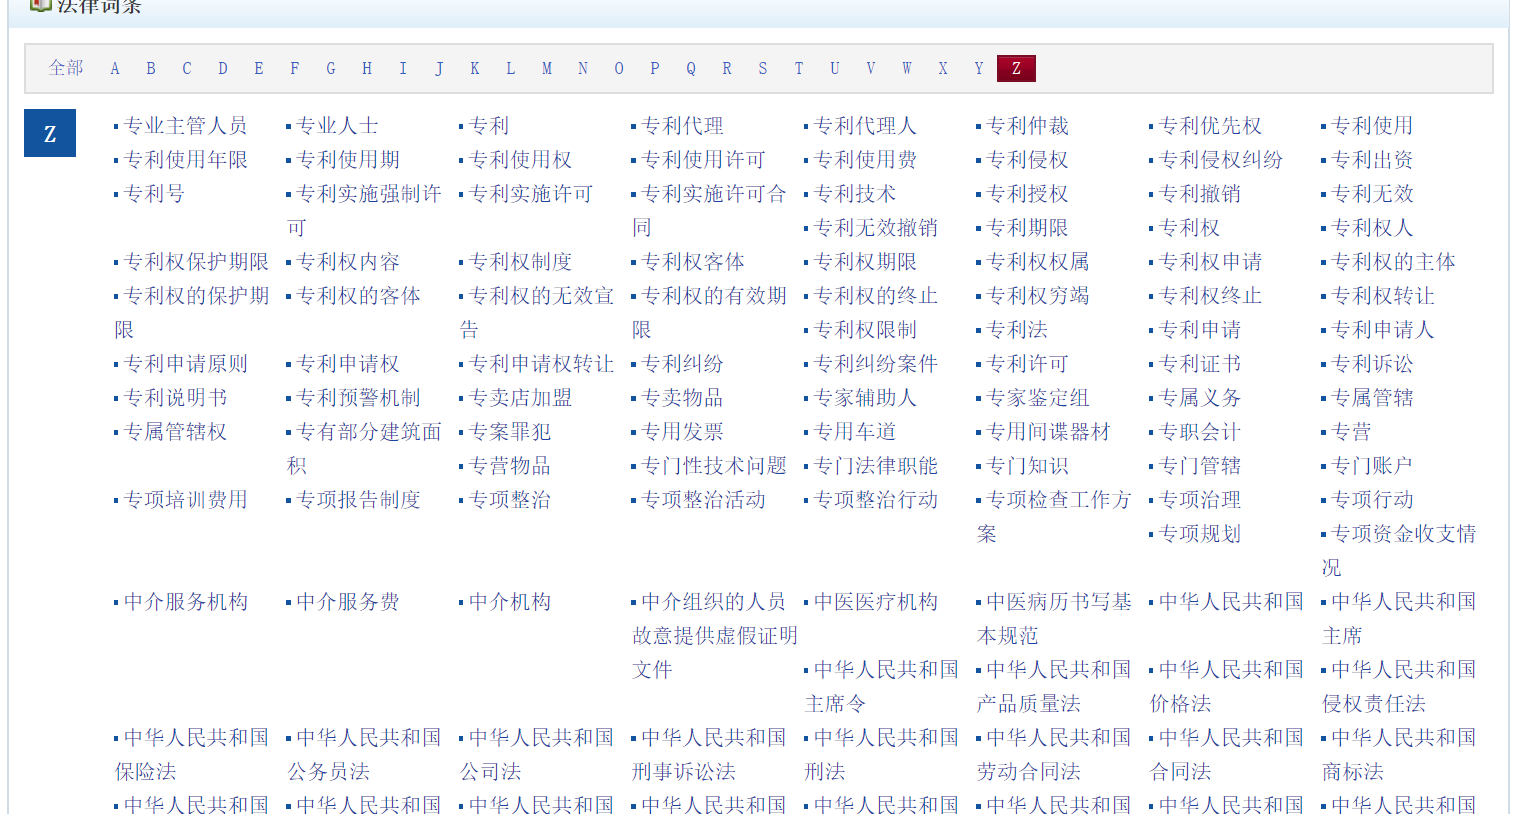 法律词条
全部 A B C D E F G H I J K L M N O P Q R S T U V W X Y Z
Z
专业主管人员 专业人士 专利 专利代理 专利代理人 专利仲裁 专利优先权 专利使用
专利使用年限 专利使用期 专利使用权 专利使用许可 专利使用费 专利侵权 专利侵权纠纷 专利出资
专利号 专利实施强制许 专利实施许可 专利实施许可合 专利技术 专利授权 专利撤销 专利无效
可 同 专利无效撤销 专利期限 专利权 专利权人
专利权保护期限 专利权内容 专利权制度 专利权客体 专利权期限 专利权权属 专利权申请 专利权的主体
专利权的保护期 专利权的客体 专利权的无效宣 专利权的有效期 专利权的终止 专利权穷竭 专利权终止 专利权转让
限 告 限 专利权限制 专利法 专利申请 专利申请人
专利申请原则 专利申请权 专利申请权转让 专利纠纷 专利纠纷案件 专利许可 专利证书 专利诉讼
专利说明书 专利预警机制 专卖店加盟 专卖物品 专家辅助人 专家鉴定组 专属义务 专属管辖
专属管辖权 专有部分建筑面 专案罪犯 专用发票 专用车道 专用间谍器材 专职会计 专营
积 专营物品 专门性技术问题 专门法律职能 专门知识 专门管辖 专门账户
专项培训费用 专项报告制度 专项整治 专项整治活动 专项整治行动 专项检查工作方 专项治理 专项行动
案 专项规划 专项资金收支情
况
中介服务机构 中介服务费 中介机构 中介组织的人员 中医医疗机构 中医病历书写基 中华人民共和国 中华人民共和国
故意提供虚假证明 本规范 主席
文件 中华人民共和国 中华人民共和国 中华人民共和国 中华人民共和国
主席令 产品质量法 价格法 侵权责任法
中华人民共和国 中华人民共和国 中华人民共和国 中华人民共和国 中华人民共和国 中华人民共和国 中华人民共和国 中华人民共和国
保险法 公务员法 公司法 刑事诉讼法 刑法 劳动合同法 合同法 商标法
中华人民共和国 中华人民共和国 中华人民共和国 中华人民共和国 中华人民共和国 中华人民共和国 中华人民共和国 中华人民共和国